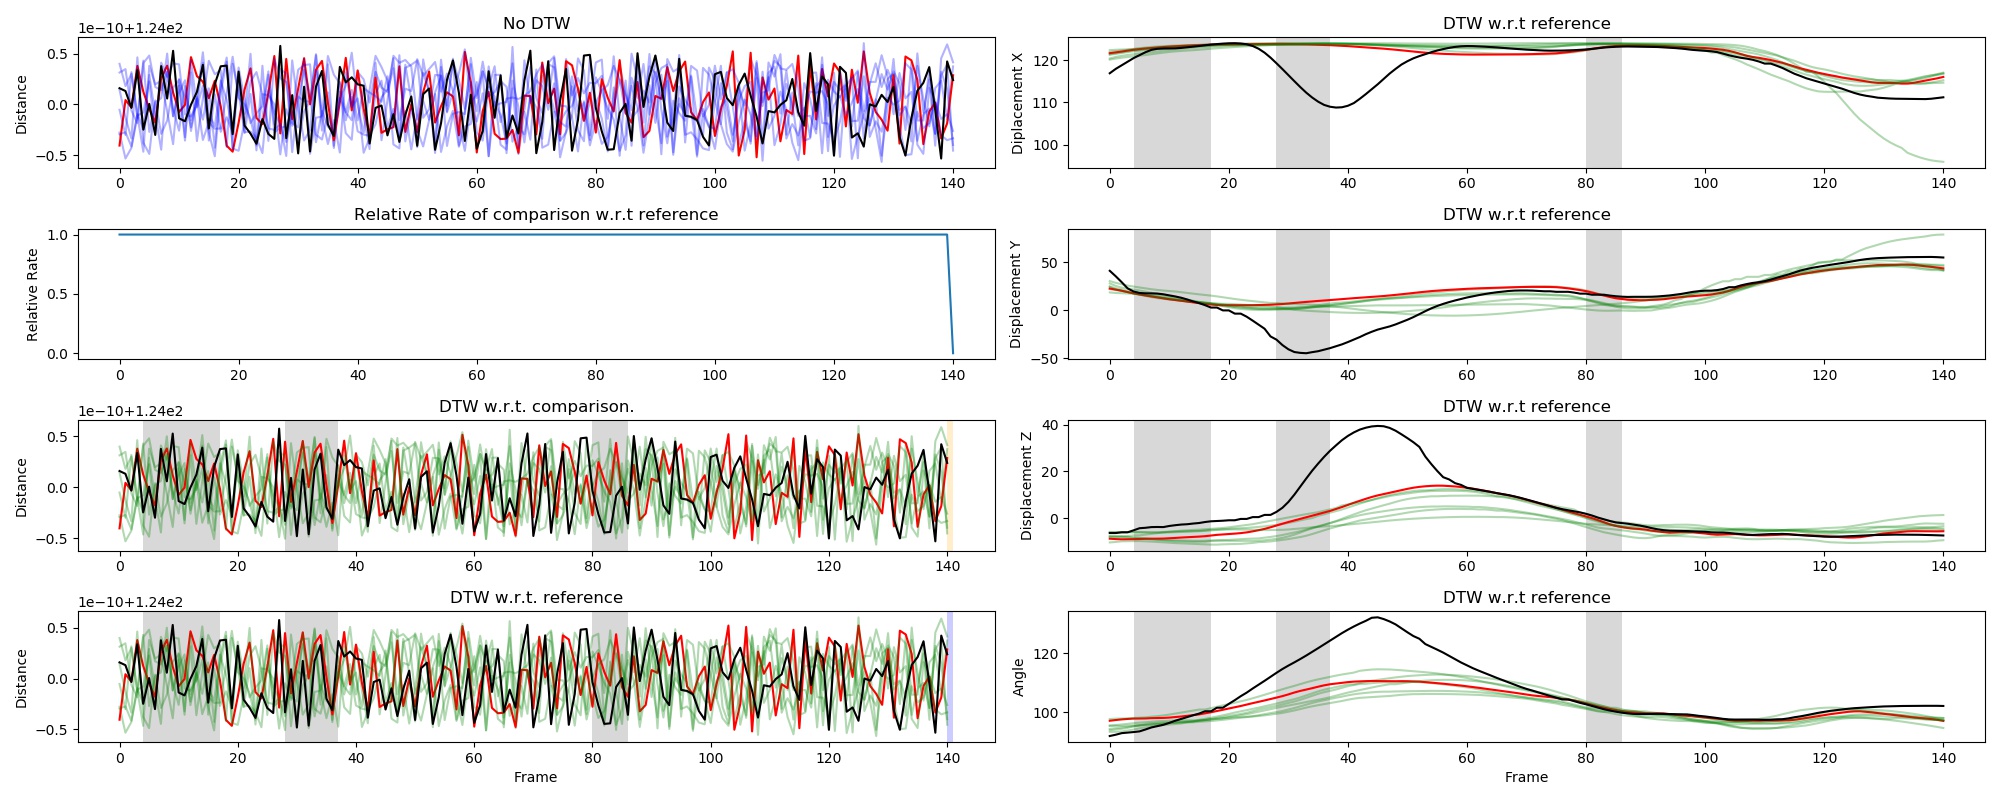 No DTW
1e−10+1.24e2
0.5
0.0
−0.5
Distance
0 20 40 60 80 100 120 140
DTW w.r.t reference
120
110
100
Displacement X
0 20 40 60 80 100 120 140
Relative Rate of comparison w.r.t reference
1.0
0.5
0.0
Relative Rate
0 20 40 60 80 100 120 140
DTW w.r.t reference
50
0
−50
Displacement Y
0 20 40 60 80 100 120 140
DTW w.r.t. comparison.
1e−10+1.24e2
0.5
0.0
−0.5
Distance
0 20 40 60 80 100 120 140
DTW w.r.t reference
40
20
0
Displacement Z
0 20 40 60 80 100 120 140
DTW w.r.t. reference
1e−10+1.24e2
0.5
0.0
−0.5
Distance
0 20 40 60 80 100 120 140
Frame
DTW w.r.t reference
120
100
Angle
0 20 40 60 80 100 120 140
Frame